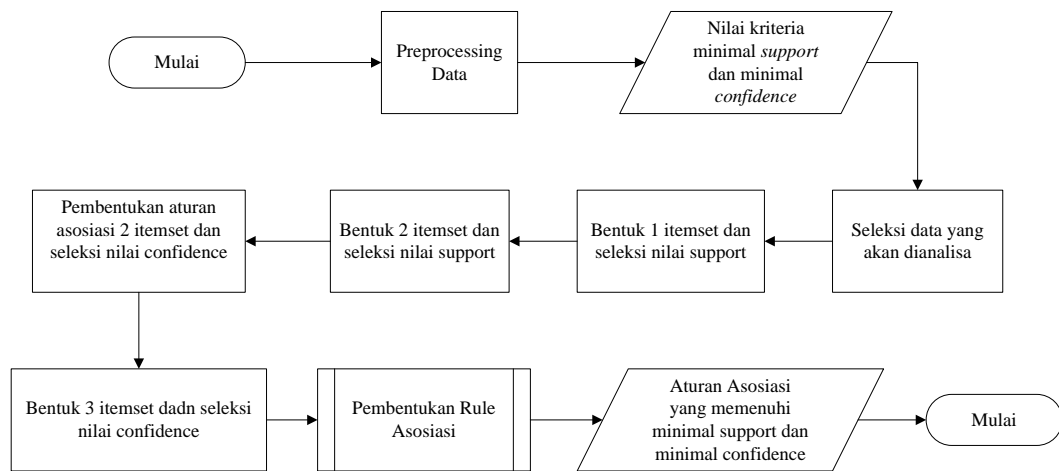 Mulai
Preprocessing
Data
Nilai kriteria
minimal support
dan minimal
confidence
Seleksi data yang
akan dianalisa
Bentuk 1 itemset dan
seleksi nilai support
Bentuk 2 itemset dan
seleksi nilai support
Pembentukan aturan
asosiasi 2 itemset dan
seleksi nilai confidence
Bentuk 3 itemset dadn seleksi
nilai confidence
Pembentukan Rule
Asosiasi
Aturan Asosiasi
yang memenuhi
minimal support dan
minimal confidence
Mulai